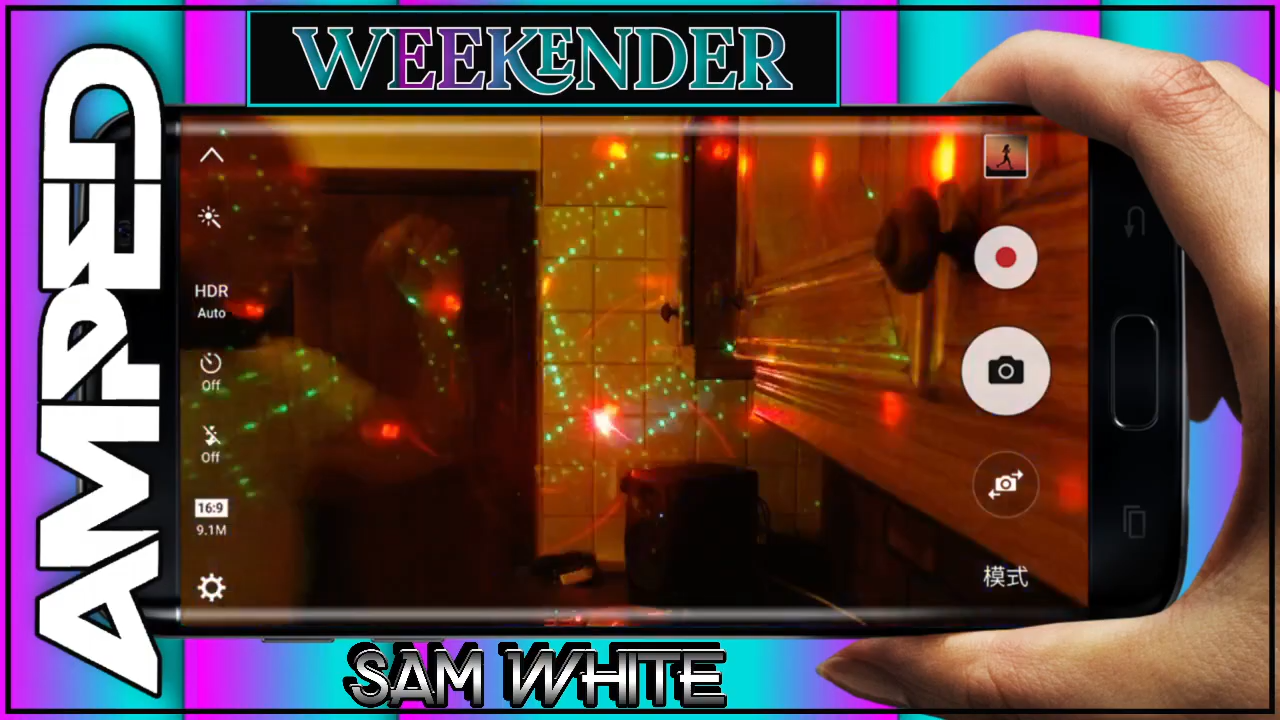 WEEKENDER
AMPED
HDR
Auto
Off
Off
16:9
9.1M
模式
SAM WHITE